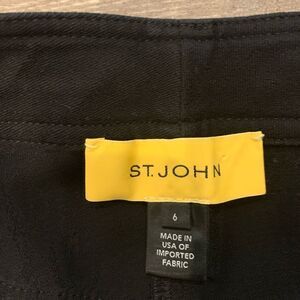 ST. JOHN
6
MADE IN
USA OF
IMPORTED
FABRIC